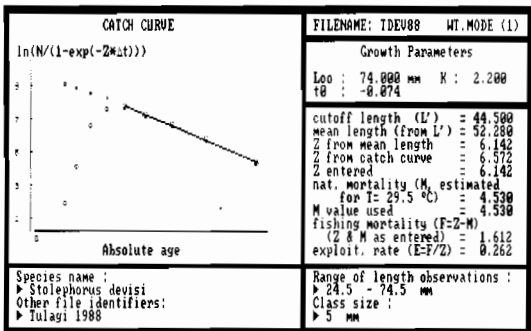 CATCH CURVE
ln(N/(1-exp(-Z*Δt)))
Absolute age
FILENAME: TDEV88 WT.MODE (1)
Growth Parameters
Loo : 74.000 mm K : 2.200
t0 : -0.074
cutoff length (L') = 44.500
mean length (from L') = 52.280
Z from mean length = 6.142
Z from catch curve = 6.572
Z entered = 6.142
nat. mortality (M, estimated
for T= 29.5 ºC) = 4.530
M value used = 4.530
fishing mortality (F=Z-M)
(Z & M as entered) = 1.612
exploit. rate (E=F/Z) = 0.262
Species name :
▶ Stolephorus devisi
Other file identifiers:
▶ Tulagi 1988
Range of length observations :
▶ 24.5 - 74.5 mm
Class size :
▶ 5 mm